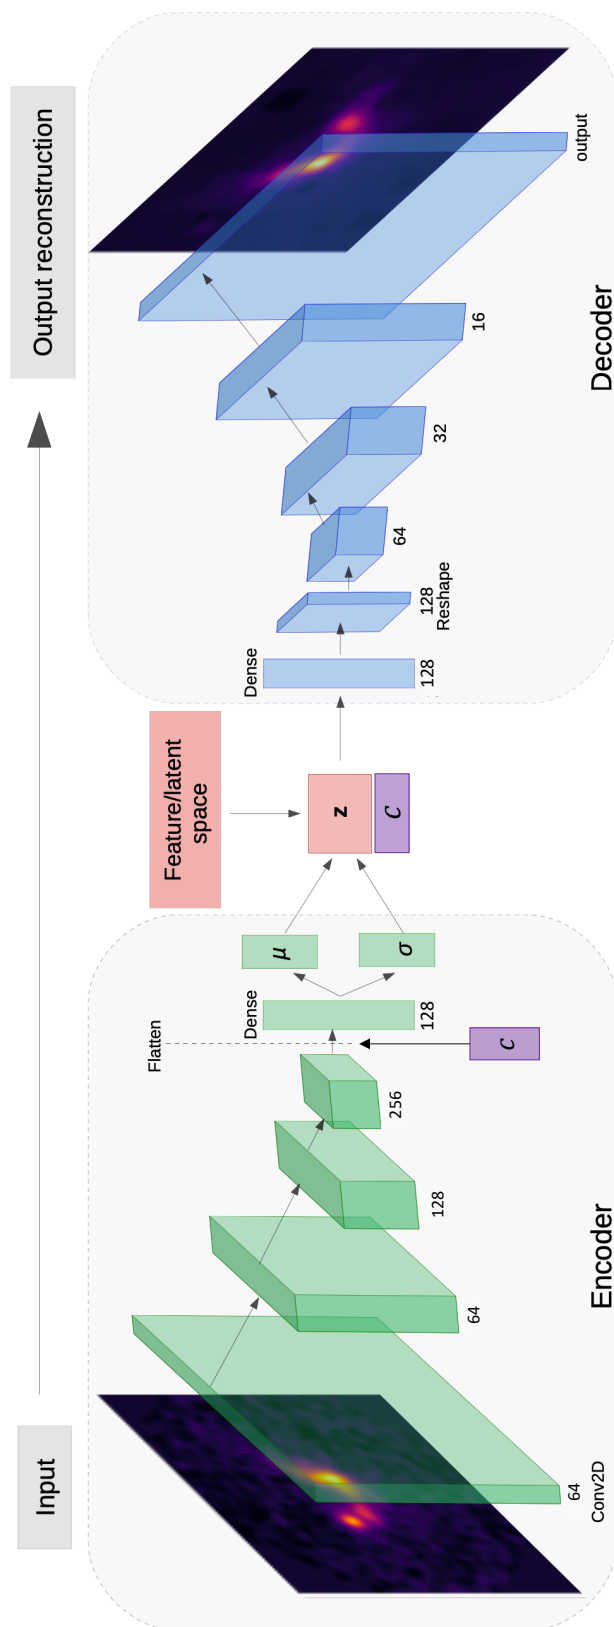 Input
Output reconstruction
64
Conv2D
64
128
256
Flatten
C
Dense
128
μ
σ
Feature/latent
space
z
C
Dense
128
128
Reshape
64
32
16
output
Encoder
Decoder